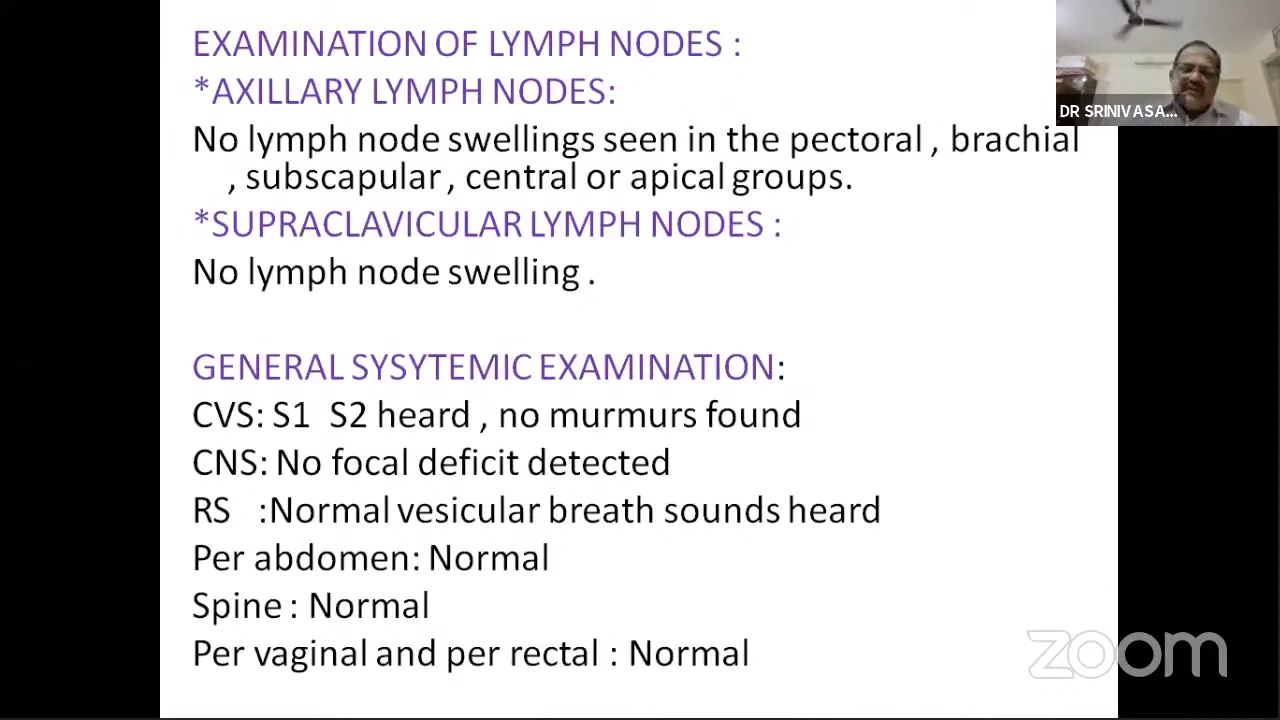 EXAMINATION OF LYMPH NODES :
*AXILLARY LYMPH NODES:
No lymph node swellings seen in the pectoral , brachial
, subscapular , central or apical groups.
*SUPRACLAVICULAR LYMPH NODES :
No lymph node swelling .
GENERAL SYSYTEMIC EXAMINATION:
CVS: S1 S2 heard , no murmurs found
CNS: No focal deficit detected
RS :Normal vesicular breath sounds heard
Per abdomen: Normal
Spine : Normal
Per vaginal and per rectal : Normal
DR SRINIVASA...
zoom